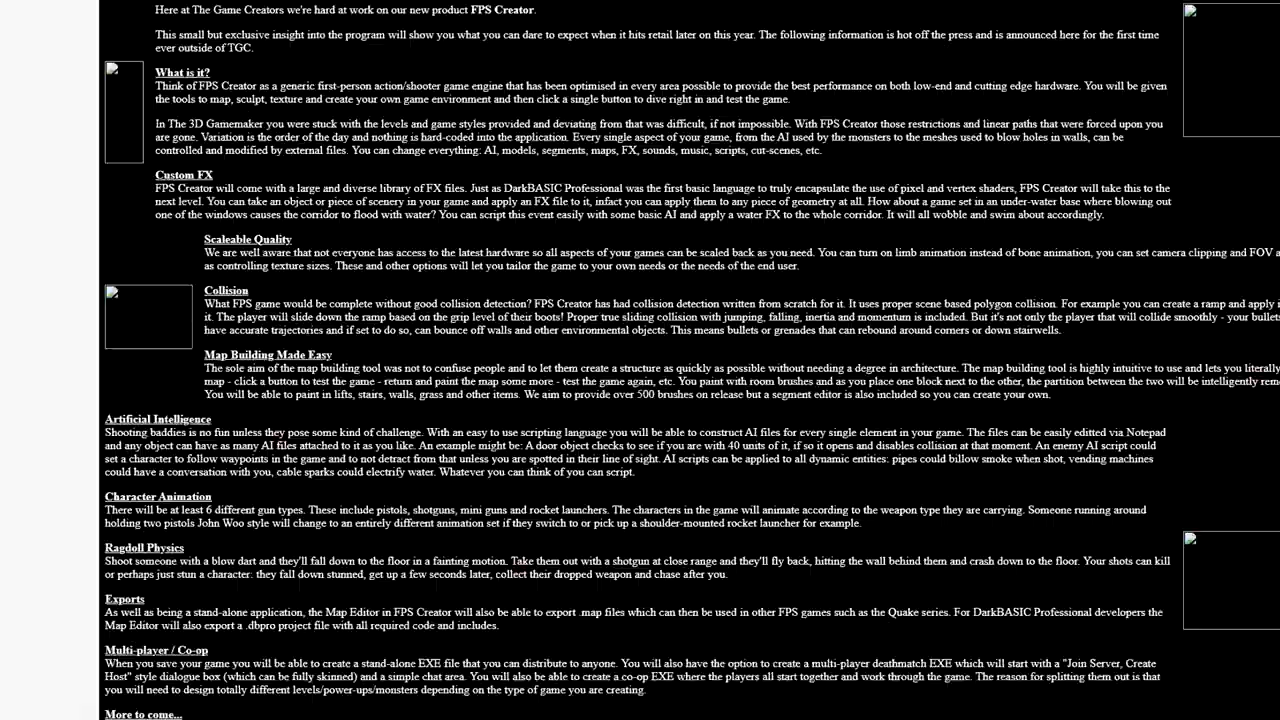 Here at The Game Creators we're hard at work on our new product FPS Creator.
This small but exclusive insight into the program will show you what you can dare to expect when it hits retail later on this year. The following information is hot off the press and is announced here for the first time
ever outside of TGC.
What is it?
Think of FPS Creator as a generic first-person action/shooter game engine that has been optimised in every area possible to provide the best performance on both low-end and cutting edge hardware. You will be given
the tools to map, sculpt, texture and create your own game environment and then click a single button to dive right in and test the game.
In The 3D Gamemaker you were stuck with the levels and game styles provided and deviating from that was difficult, if not impossible. With FPS Creator those restrictions and linear paths that were forced upon you
are gone. Variation is the order of the day and nothing is hard-coded into the application. Every single aspect of your game, from the AI used by the monsters to the meshes used to blow holes in walls, can be
controlled and modified by external files. You can change everything: AI, models, segments, maps, FX, sounds, music, scripts, cut-scenes, etc.
Custom FX
FPS Creator will come with a large and diverse library of FX files. Just as DarkBASIC Professional was the first basic language to truly encapsulate the use of pixel and vertex shaders, FPS Creator will take this to the
next level. You can take an object or piece of scenery in your game and apply an FX file to it, infact you can apply them to any piece of geometry at all. How about a game set in an under-water base where blowing out
one of the windows causes the corridor to flood with water? You can script this event easily with some basic AI and apply a water FX to the whole corridor. It will all wobble and swim about accordingly.
Scaleable Quality
We are well aware that not everyone has access to the latest hardware so all aspects of your games can be scaled back as you need. You can turn on limb animation instead of bone animation, you can set camera clipping and FOV a
as controlling texture sizes. These and other options will let you tailor the game to your own needs or the needs of the end user.
Collision
What FPS game would be complete without good collision detection? FPS Creator has had collision detection written from scratch for it. It uses proper scene based polygon collision. For example you can create a ramp and apply i
it. The player will slide down the ramp based on the grip level of their boots! Proper true sliding collision with jumping, falling, inertia and momentum is included. But it's not only the player that will collide smoothly - your bullets
have accurate trajectories and if set to do so, can bounce off walls and other environmental objects. This means bullets or grenades that can rebound around corners or down stairwells.
Map Building Made Easy
The sole aim of the map building tool was not to confuse people and to let them create a structure as quickly as possible without needing a degree in architecture. The map building tool is highly intuitive to use and lets you literally
map - click a button to test the game - return and paint the map some more - test the game again, etc. You paint with room brushes and as you place one block next to the other, the partition between the two will be intelligently rem
You will be able to paint in lifts, stairs, walls, grass and other items. We aim to provide over 500 brushes on release but a segment editor is also included so you can create your own.
Artificial Intelligence
Shooting baddies is no fun unless they pose some kind of challenge. With an easy to use scripting language you will be able to construct AI files for every single element in your game. The files can be easily editted via Notepad
and any object can have as many AI files attached to it as you like. An example might be: A door object checks to see if you are with 40 units of it, if so it opens and disables collision at that moment. An enemy AI script could
set a character to follow waypoints in the game and to not detract from that unless you are spotted in their line of sight. AI scripts can be applied to all dynamic entities: pipes could billow smoke when shot, vending machines
could have a conversation with you, cable sparks could electrify water. Whatever you can think of you can script.
Character Animation
There will be at least 6 different gun types. These include pistols, shotguns, mini guns and rocket launchers. The characters in the game will animate according to the weapon type they are carrying. Someone running around
holding two pistols John Woo style will change to an entirely different animation set if they switch to or pick up a shoulder-mounted rocket launcher for example.
Ragdoll Physics
Shoot someone with a blow dart and they'll fall down to the floor in a fainting motion. Take them out with a shotgun at close range and they'll fly back, hitting the wall behind them and crash down to the floor. Your shots can kill
or perhaps just stun a character: they fall down stunned, get up a few seconds later, collect their dropped weapon and chase after you.
Exports
As well as being a stand-alone application, the Map Editor in FPS Creator will also be able to export .map files which can then be used in other FPS games such as the Quake series. For DarkBASIC Professional developers the
Map Editor will also export a .dbpro project file with all required code and includes.
Multi-player / Co-op
When you save your game you will be able to create a stand-alone EXE file that you can distribute to anyone. You will also have the option to create a multi-player deathmatch EXE which will start with a "Join Server, Create
Host" style dialogue box (which can be fully skinned) and a simple chat area. You will also be able to create a co-op EXE where the players all start together and work through the game. The reason for splitting them out is that
you will need to design totally different levels/power-ups/monsters depending on the type of game you are creating.
More to come...